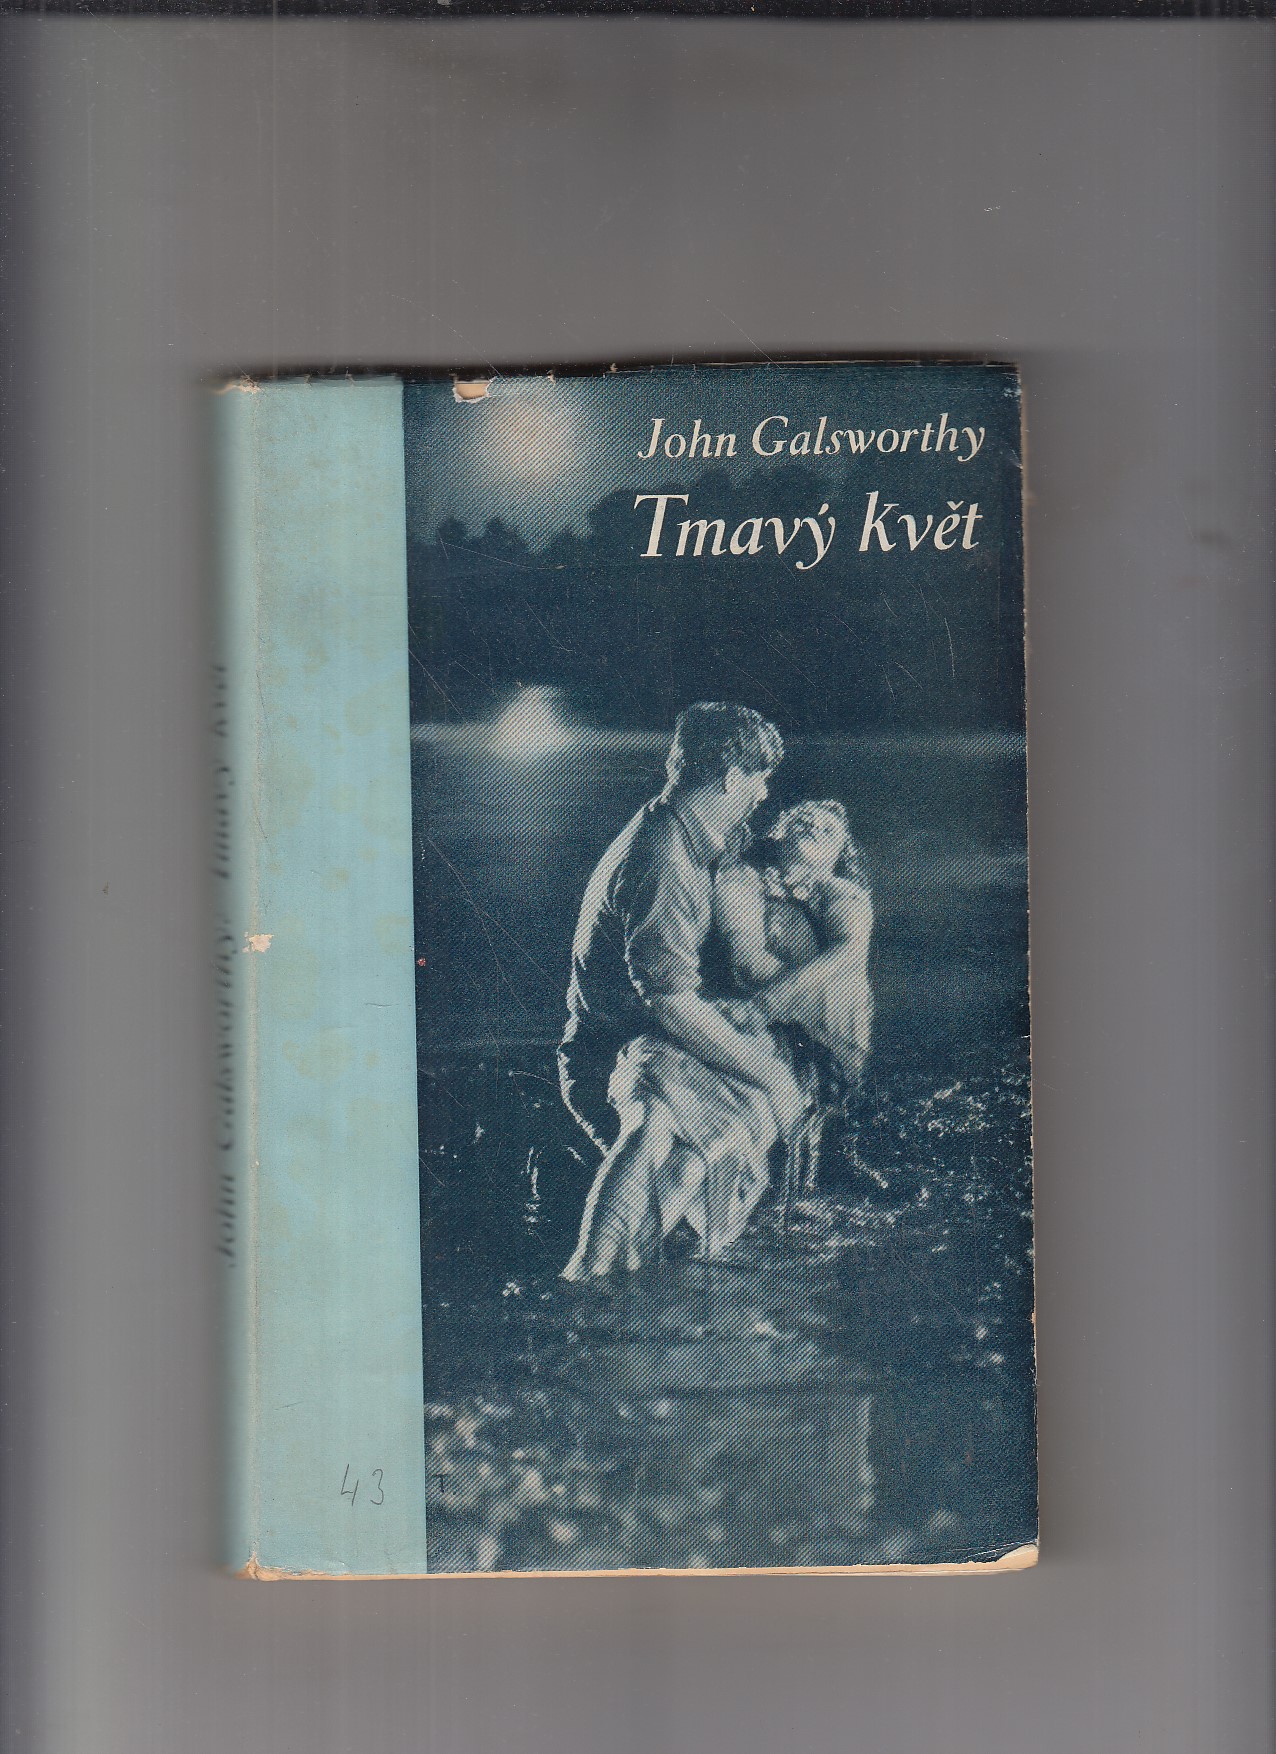 John Galsworthy
Tmavý květ
John Galsworthy: Tmavý květ
43